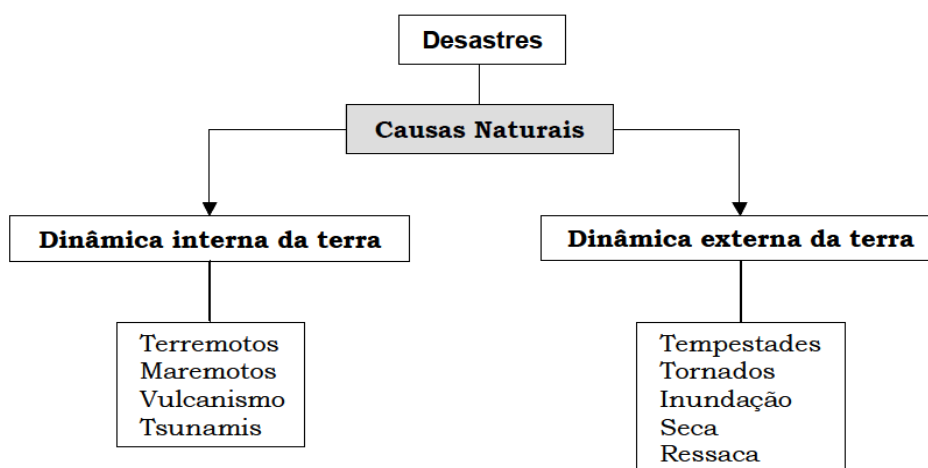 Desastres
Causas Naturais
Dinâmica interna da terra
Dinâmica externa da terra
Terremotos
Maremotos
Vulcanismo
Tsunamis
Tempestades
Tornados
Inundação
Seca
Ressaca